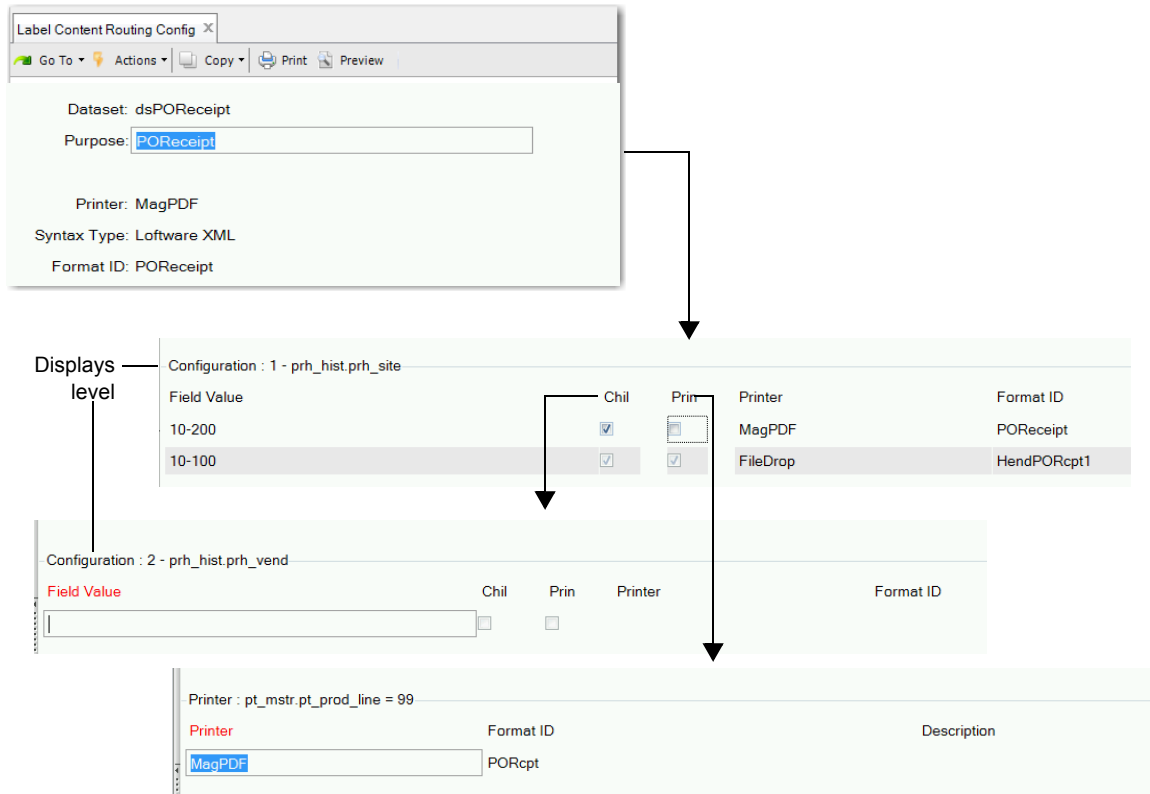 Label Content Routing Config X
Go To Actions Copy Print Preview
Dataset: dsPOReceipt
Purpose: POReceipt
Printer: MagPDF
Syntax Type: Loftware XML
Format ID: POReceipt
Displays level
Configuration : 1 - prh_hist.prh_site
Field Value Chil Prin Printer Format ID
10-200 MagPDF POReceipt
10-100 FileDrop HendPORcpt1
Configuration : 2 - prh_hist.prh_vend
Field Value Chil Prin Printer Format ID
Printer : pt_mstr.pt_prod_line = 99
Printer Format ID Description
MagPDF PORcpt